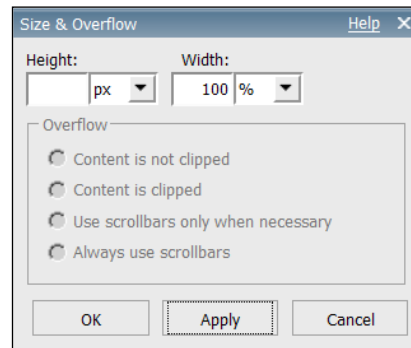 Size & Overflow Help X
Height: Width:
px 100 %
Overflow
Content is not clipped
Content is clipped
Use scrollbars only when necessary
Always use scrollbars
OK Apply Cancel